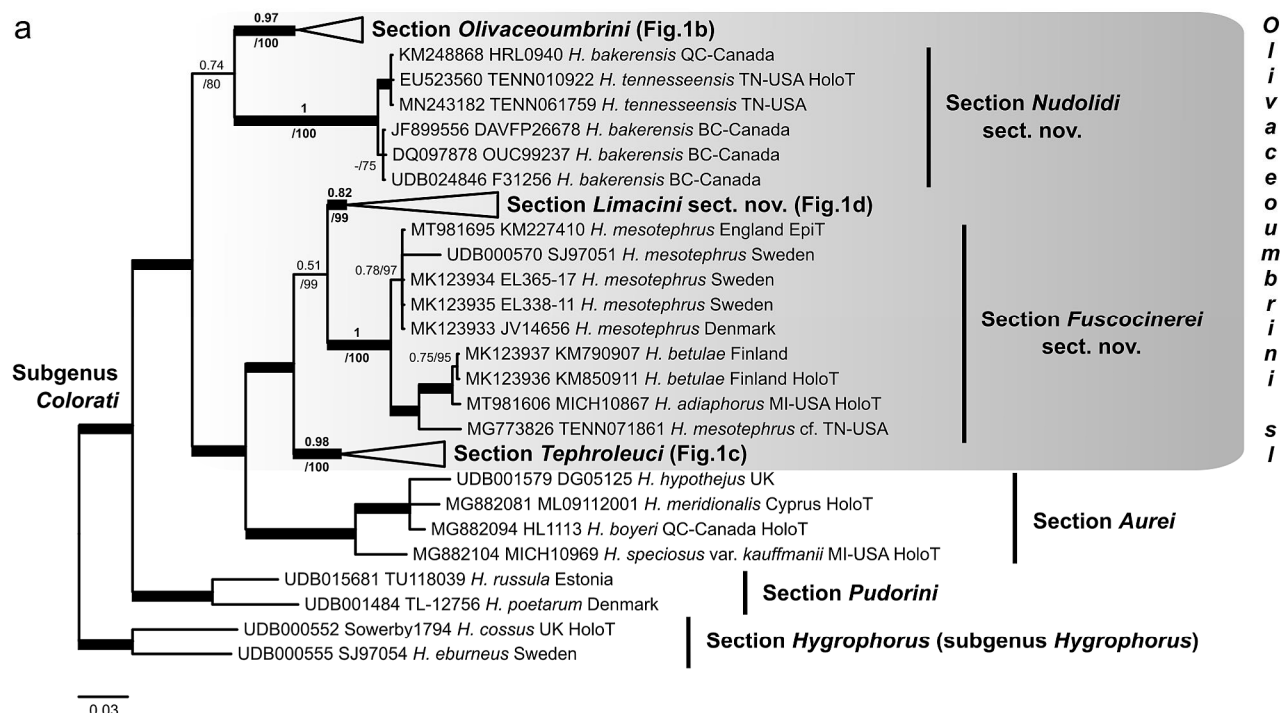 a
0.97
/100
Section Olivaceoumbrini (Fig.1b)
KM248868 HRL0940 H. bakerensis QC-Canada
0.74
/80
EU523560 TENN010922 H. tennesseensis TN-USA HoloT
1
/100
MN243182 TENN061759 H. tennesseensis TN-USA
Section Nudolidi
sect. nov.
JF899556 DAVFP26678 H. bakerensis BC-Canada
DQ097878 OUC99237 H. bakerensis BC-Canada
-/75
UDB024846 F31256 H. bakerensis BC-Canada
0.82
/99
Section Limacini sect. nov. (Fig.1d)
MT981695 KM227410 H. mesotephrus England EpiT
UDB000570 SJ97051 H. mesotephrus Sweden
0.51
/99
0.78/97
MK123934 EL365-17 H. mesotephrus Sweden
MK123935 EL338-11 H. mesotephrus Sweden
MK123933 JV14656 H. mesotephrus Denmark
Section Fuscocinerei
sect. nov.
1
/100
0.75/95
MK123937 KM790907 H. betulae Finland
MK123936 KM850911 H. betulae Finland HoloT
MT981606 MICH10867 H. adiaphorus MI-USA HoloT
MG773826 TENN071861 H. mesotephrus cf. TN-USA
Subgenus
Colorati
0.98
/100
Section Tephroleuci (Fig.1c)
UDB001579 DG05125 H. hypothejus UK
MG882081 ML09112001 H. meridionalis Cyprus HoloT
MG882094 HL1113 H. boyeri QC-Canada HoloT
Section Aurei
MG882104 MICH10969 H. speciosus var. kauffmanii MI-USA HoloT
UDB015681 TU118039 H. russula Estonia
UDB001484 TL-12756 H. poetarum Denmark
Section Pudorini
UDB000552 Sowerby1794 H. cossus UK HoloT
UDB000555 SJ97054 H. eburneus Sweden
Section Hygrophorus (subgenus Hygrophorus)
0.03
Olivaceoumbrini sl